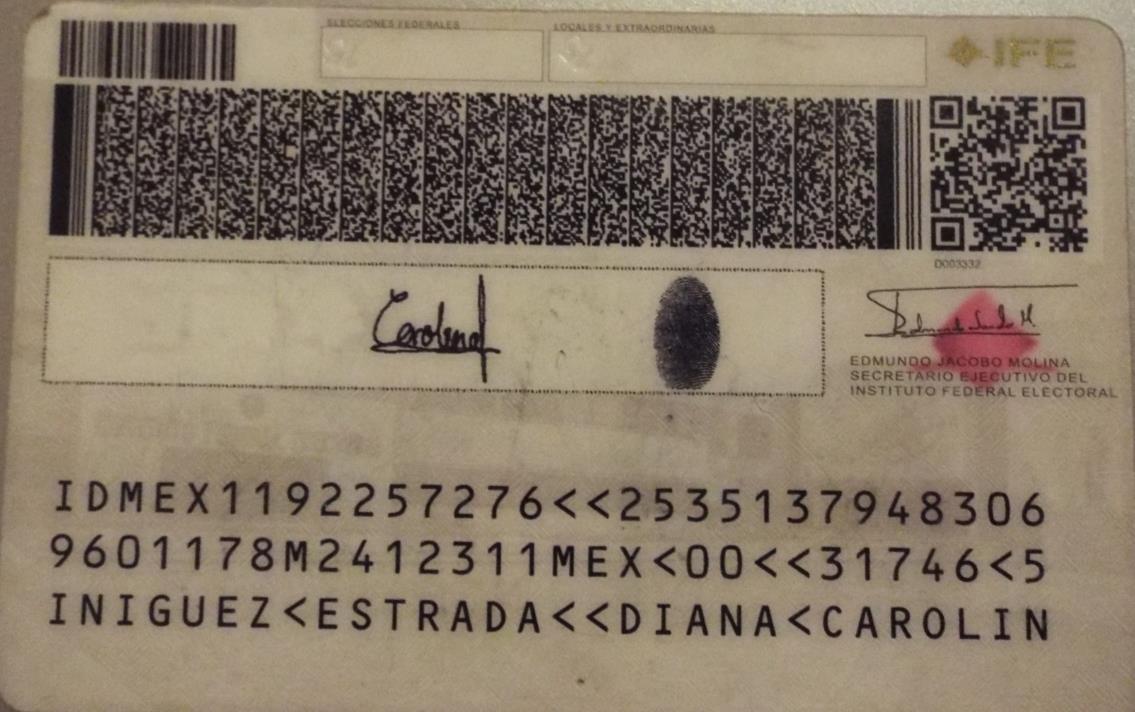 ELECCIONES FEDERALES
LOCALES Y EXTRAORDINARIAS
IFE
D003332
Carolina
EDMUNDO JACOBO MOLINA
SECRETARIO EJECUTIVO DEL
INSTITUTO FEDERAL ELECTORAL
IDMEX1192257276<<2535137948306
9601178M2412311MEX<00<<31746<5
INIGUEZ<ESTRADA<<DIANA<CAROLIN